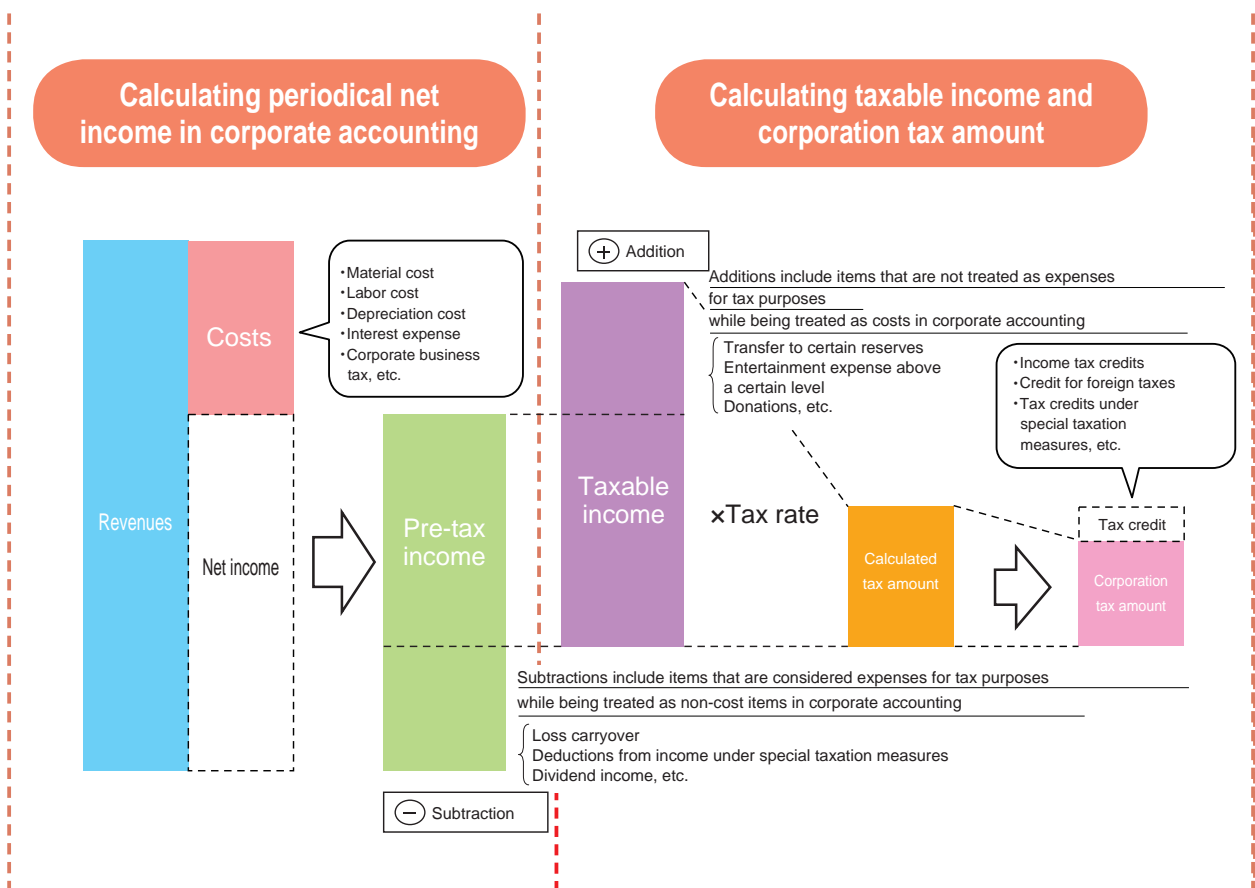 Calculating periodical net
income in corporate accounting
Calculating taxable income and
corporation tax amount
Revenues
Costs
Net income
・Material cost
・Labor cost
・Depreciation cost
・Interest expense
・Corporate business
tax, etc.
Pre-tax
income
+ Addition
Additions include items that are not treated as expenses
for tax purposes
while being treated as costs in corporate accounting
Transfer to certain reserves
Entertainment expense above
a certain level
Donations, etc.
Taxable
income
×Tax rate
Calculated
tax amount
・Income tax credits
・Credit for foreign taxes
・Tax credits under
special taxation
measures, etc.
Tax credit
Corporation
tax amount
Subtractions include items that are considered expenses for tax purposes
while being treated as non-cost items in corporate accounting
Loss carryover
Deductions from income under special taxation measures
Dividend income, etc.
− Subtraction